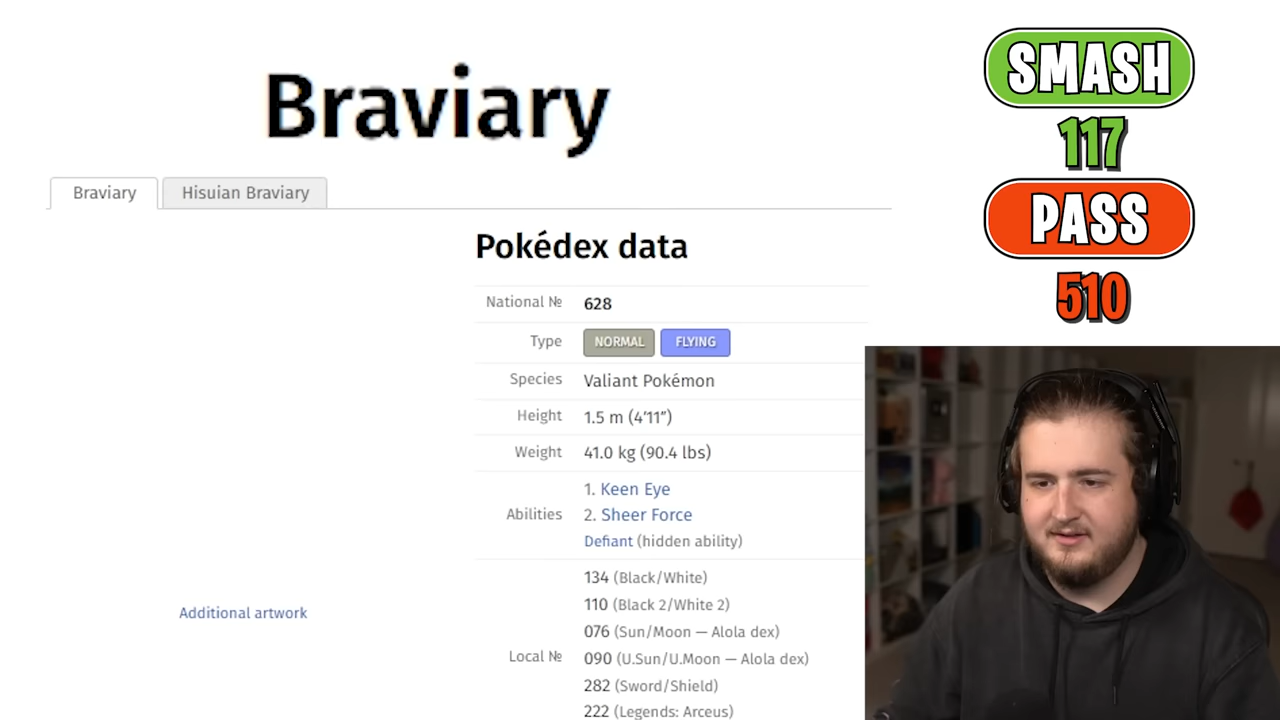 Braviary
Braviary
Hisuian Braviary
Pokédex data
National № 628
Type NORMAL FLYING
Species Valiant Pokémon
Height 1.5 m (4′11″)
Weight 41.0 kg (90.4 lbs)
Abilities 1. Keen Eye
2. Sheer Force
Defiant (hidden ability)
Local № 134 (Black/White)
110 (Black 2/White 2)
076 (Sun/Moon — Alola dex)
090 (U.Sun/U.Moon — Alola dex)
282 (Sword/Shield)
222 (Legends: Arceus)
Additional artwork
SMASH
117
PASS
510